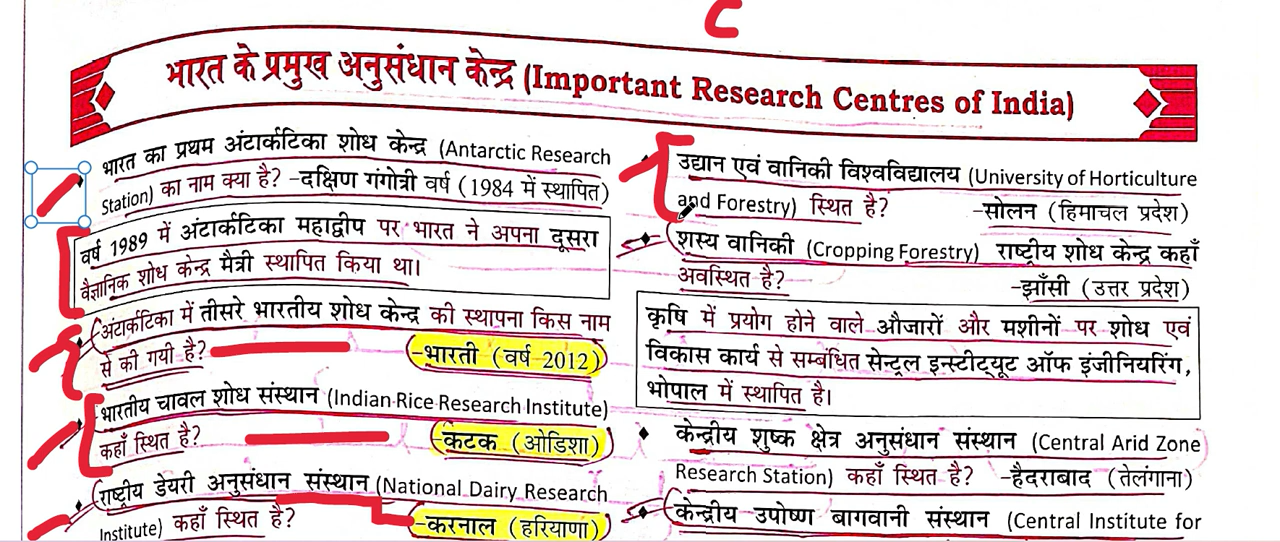 भारत के प्रमुख अनुसंधान केन्द्र (Important Research Centres of India)
भारत का प्रथम अंटार्कटिका शोध केन्द्र (Antarctic Research
Station) का नाम क्या है? -दक्षिण गंगोत्री वर्ष (1984 में स्थापित)
वर्ष 1989 में अंटार्कटिका महाद्वीप पर भारत ने अपना दूसरा
वैज्ञानिक शोध केन्द्र मैत्री स्थापित किया था।
अंटार्कटिका में तीसरे भारतीय शोध केन्द्र की स्थापना किस नाम
से की गयी है? -भारती (वर्ष 2012)
भारतीय चावल शोध संस्थान (Indian Rice Research Institute)
कहाँ स्थित है? -कटक (ओडिशा)
राष्ट्रीय डेयरी अनुसंधान संस्थान (National Dairy Research
Institute) कहाँ स्थित है? -करनाल (हरियाणा)
उद्यान एवं वानिकी विश्वविद्यालय (University of Horticulture
and Forestry) स्थित है? -सोलन (हिमाचल प्रदेश)
शस्य वानिकी (Cropping Forestry) राष्ट्रीय शोध केन्द्र कहाँ
अवस्थित है? -झाँसी (उत्तर प्रदेश)
कृषि में प्रयोग होने वाले औजारों और मशीनों पर शोध एवं
विकास कार्य से सम्बंधित सेन्ट्रल इन्स्टीट्यूट ऑफ इंजीनियरिंग,
भोपाल में स्थापित है।
केन्द्रीय शुष्क क्षेत्र अनुसंधान संस्थान (Central Arid Zone
Research Station) कहाँ स्थित है? -हैदराबाद (तेलंगाना)
केन्द्रीय उपोष्ण बागवानी संस्थान (Central Institute for